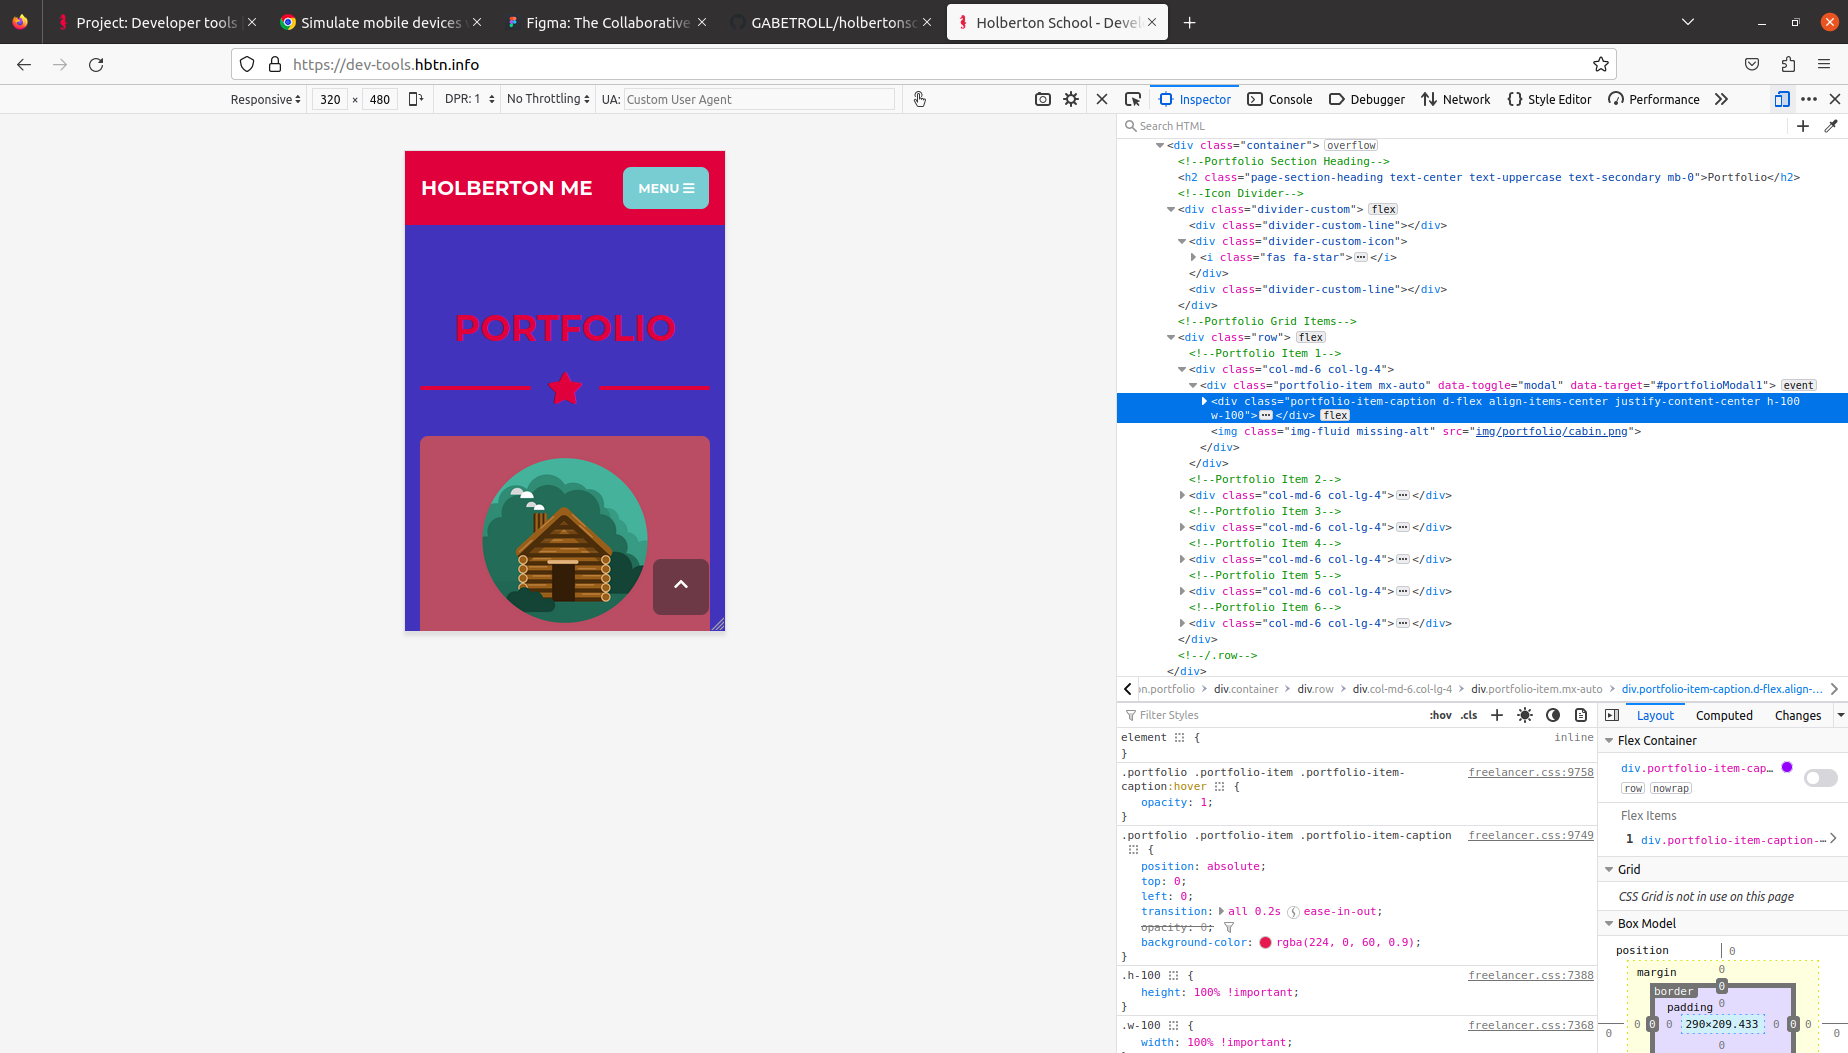 Project: Developer tools
Simulate mobile devices
Figma: The Collaborative
GABETROLL/holbertonsc
Holberton School - Devel
https://dev-tools.hbtn.info
Responsive 320 × 480 DPR: 1 No Throttling UA: Custom User Agent
Inspector Console Debugger Network Style Editor Performance
Search HTML
HOLBERTON ME
MENU
PORTFOLIO
<div class="container"> overflow
<!--Portfolio Section Heading-->
<h2 class="page-section-heading text-center text-uppercase text-secondary mb-0">Portfolio</h2>
<!--Icon Divider-->
<div class="divider-custom"> flex
<div class="divider-custom-line"></div>
<div class="divider-custom-icon">
<i class="fas fa-star">⋯</i>
</div>
<div class="divider-custom-line"></div>
</div>
<!--Portfolio Grid Items-->
<div class="row"> flex
<!--Portfolio Item 1-->
<div class="col-md-6 col-lg-4">
<div class="portfolio-item mx-auto" data-toggle="modal" data-target="#portfolioModal1"> event
<div class="portfolio-item-caption d-flex align-items-center justify-content-center h-100
w-100">⋯</div> flex
<img class="img-fluid missing-alt" src="img/portfolio/cabin.png">
</div>
</div>
<!--Portfolio Item 2-->
<div class="col-md-6 col-lg-4">⋯</div>
<!--Portfolio Item 3-->
<div class="col-md-6 col-lg-4">⋯</div>
<!--Portfolio Item 4-->
<div class="col-md-6 col-lg-4">⋯</div>
<!--Portfolio Item 5-->
<div class="col-md-6 col-lg-4">⋯</div>
<!--Portfolio Item 6-->
<div class="col-md-6 col-lg-4">⋯</div>
</div>
<!--/.row-->
</div>
on.portfolio > div.container > div.row > div.col-md-6.col-lg-4 > div.portfolio-item.mx-auto > div.portfolio-item-caption.d-flex.align-…
Filter Styles :hov .cls
element { inline
}
.portfolio .portfolio-item .portfolio-item- freelancer.css:9758
caption:hover {
opacity: 1;
}
.portfolio .portfolio-item .portfolio-item-caption freelancer.css:9749
{
position: absolute;
top: 0;
left: 0;
transition: all 0.2s ease-in-out;
opacity: 0;
background-color: rgba(224, 0, 60, 0.9);
}
.h-100 { freelancer.css:7388
height: 100% !important;
}
.w-100 { freelancer.css:7368
width: 100% !important;
Layout Computed Changes
Flex Container
div.portfolio-item-cap…
row nowrap
Flex Items
1 div.portfolio-item-caption-…
Grid
CSS Grid is not in use on this page
Box Model
position 0
margin 0
border 0
padding 0
0 0 0 0 290×209.433 0 0 0 0
0